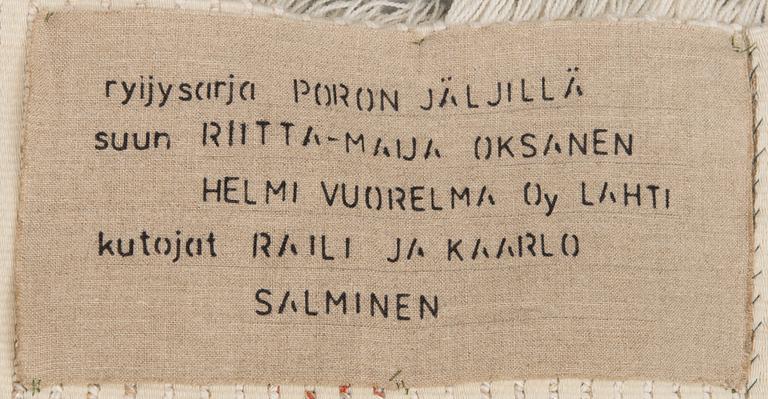 ryijysarja PORON JÄLJILLÄ
suun RIITTA-MAIJA OKSANEN
HELMI VUORELMA Oy LAHTI
kutojat RAILI JA KAARLO
SALMINEN